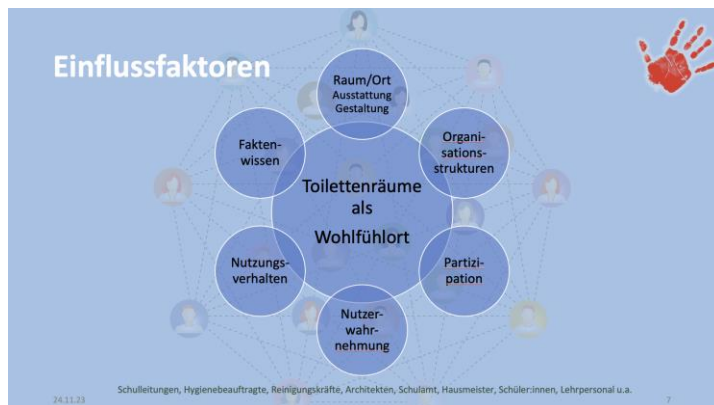 Einflussfaktoren
Raum/Ort
Ausstattung
Gestaltung
Organi-
sations-
strukturen
Partizi-
pation
Nutzer-
wahr-
nehmung
Nutzungs-
verhalten
Fakten-
wissen
Toilettenräume
als
Wohlfühlort
Schulleitungen, Hygienebeauftragte, Reinigungskräfte, Architekten, Schulamt, Hausmeister, Schüler:innen, Lehrpersonal u.a.
24.11.23
7